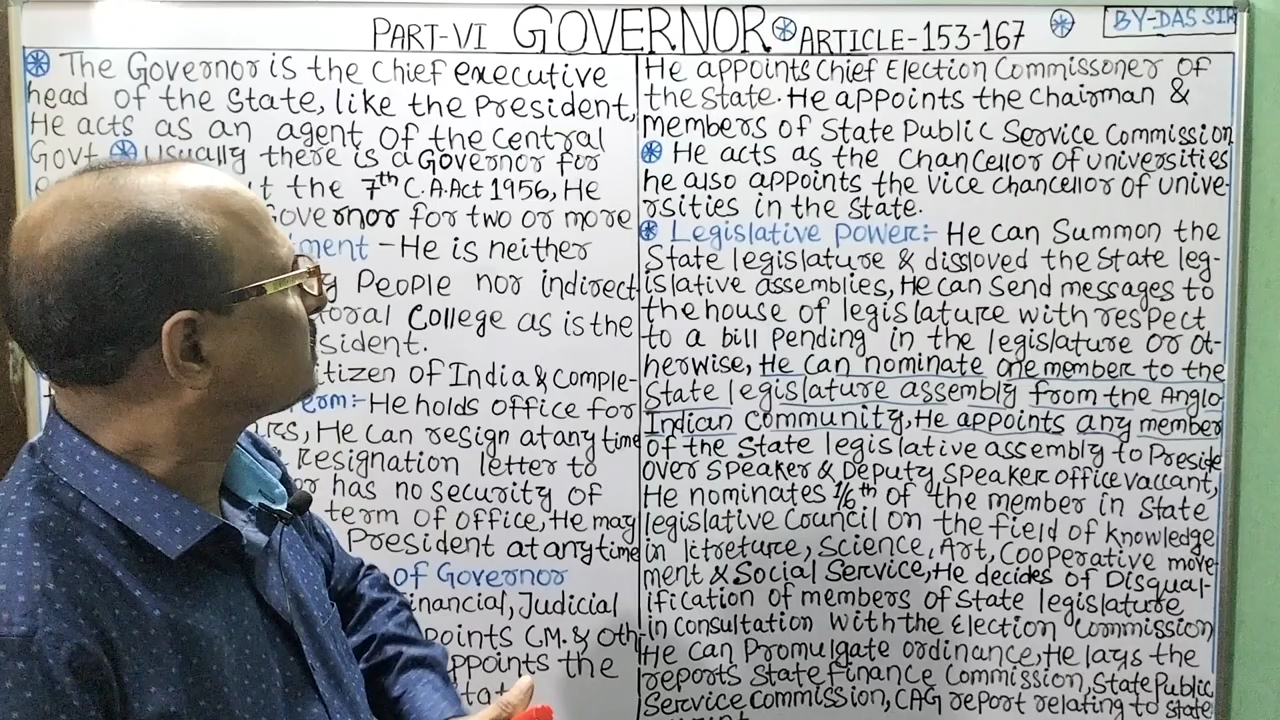 PART-VI GOVERNOR ARTICLE-153-167
BY-DAS SIR
The Governor is the Chief executive
head of the State, like the President,
He acts as an agent of the Central
Govt. Usually there is a Governor for
the 7th C.A.Act 1956, He
Governor for two or more
- He is neither
People nor indirect
College as is the
itizen of India & Comple-
erm:- He holds office for
He can resign at any time
Resignation letter to
has no security of
term of office, He may
President at any time
of Governor
inancial, Judicial
points C.M. & Oth-
ppoints the
He appoints Chief Election Commissoner of
the state. He appoints the Chairman &
members of State Public Service Commission
He acts as the Chancellor of universities
he also appoints the vice chancellor of unive-
rsities in the state.
Legislative power:- He can Summon the
State legislature & dissloved the State leg-
islative assemblies, He can Send messages to
the house of legislature with respect
to a bill pending in the legislature or ot-
herwise, He can nominate one member to the
State legislature assembly from the Anglo
Indian Community, He appoints any member
of the State legislative assembly to Preside
over Speaker & Deputy Speaker office vaccant,
He nominates 1/6th of the member in State
legislative Council on the field of knowledge
in litreture, Science, Art, Cooperative move-
ment & Social Service, He decides of Disqual-
ification of members of State legislature
in Consultation with the Election Commission
He can Promulgate ordinance, He lays the
reports State Finance Commission, State Public
Service Commission, CAG report relating to state